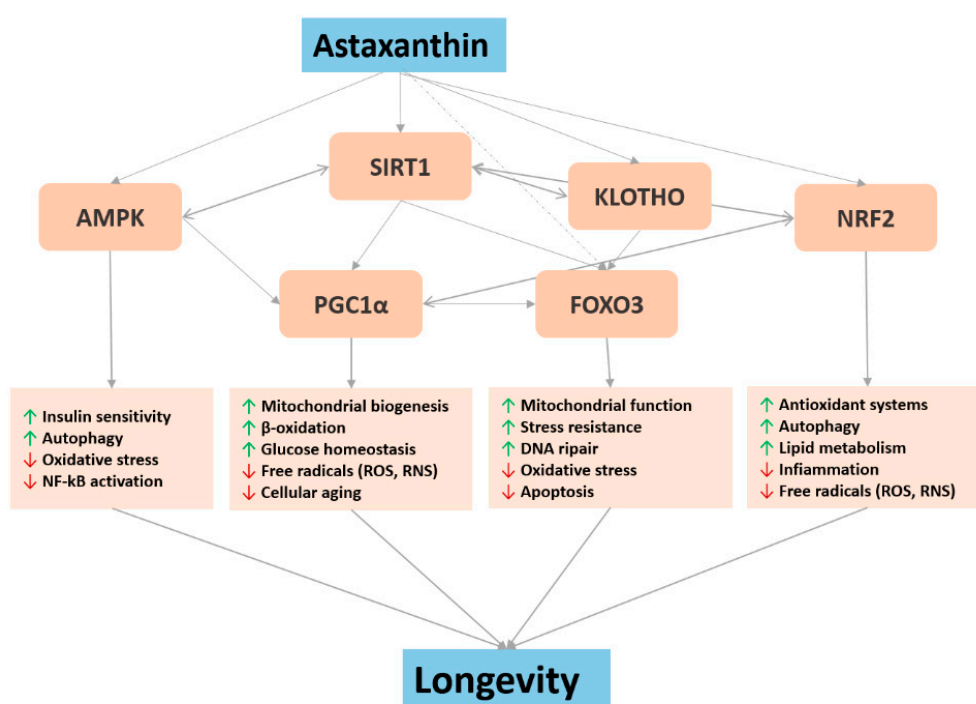 Astaxanthin
SIRT1
KLOTHO
AMPK
NRF2
PGC1α
FOXO3
↑ Insulin sensitivity
↑ Autophagy
↓ Oxidative stress
↓ NF-kB activation
↑ Mitochondrial biogenesis
↑ β-oxidation
↑ Glucose homeostasis
↓ Free radicals (ROS, RNS)
↓ Cellular aging
↑ Mitochondrial function
↑ Stress resistance
↑ DNA ripair
↓ Oxidative stress
↓ Apoptosis
↑ Antioxidant systems
↑ Autophagy
↑ Lipid metabolism
↓ Infiammation
↓ Free radicals (ROS, RNS)
Longevity